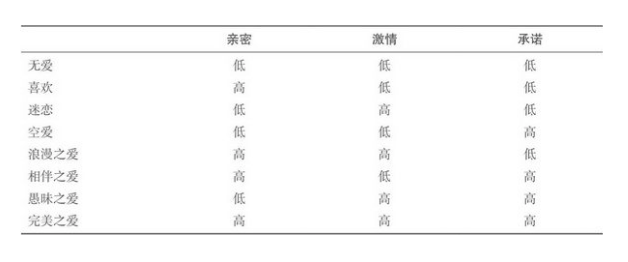 亲密 激情 承诺
无爱 低 低 低
喜欢 高 低 低
迷恋 低 高 低
空爱 低 低 高
浪漫之爱 高 高 低
相伴之爱 高 低 高
愚昧之爱 低 高 高
完美之爱 高 高 高